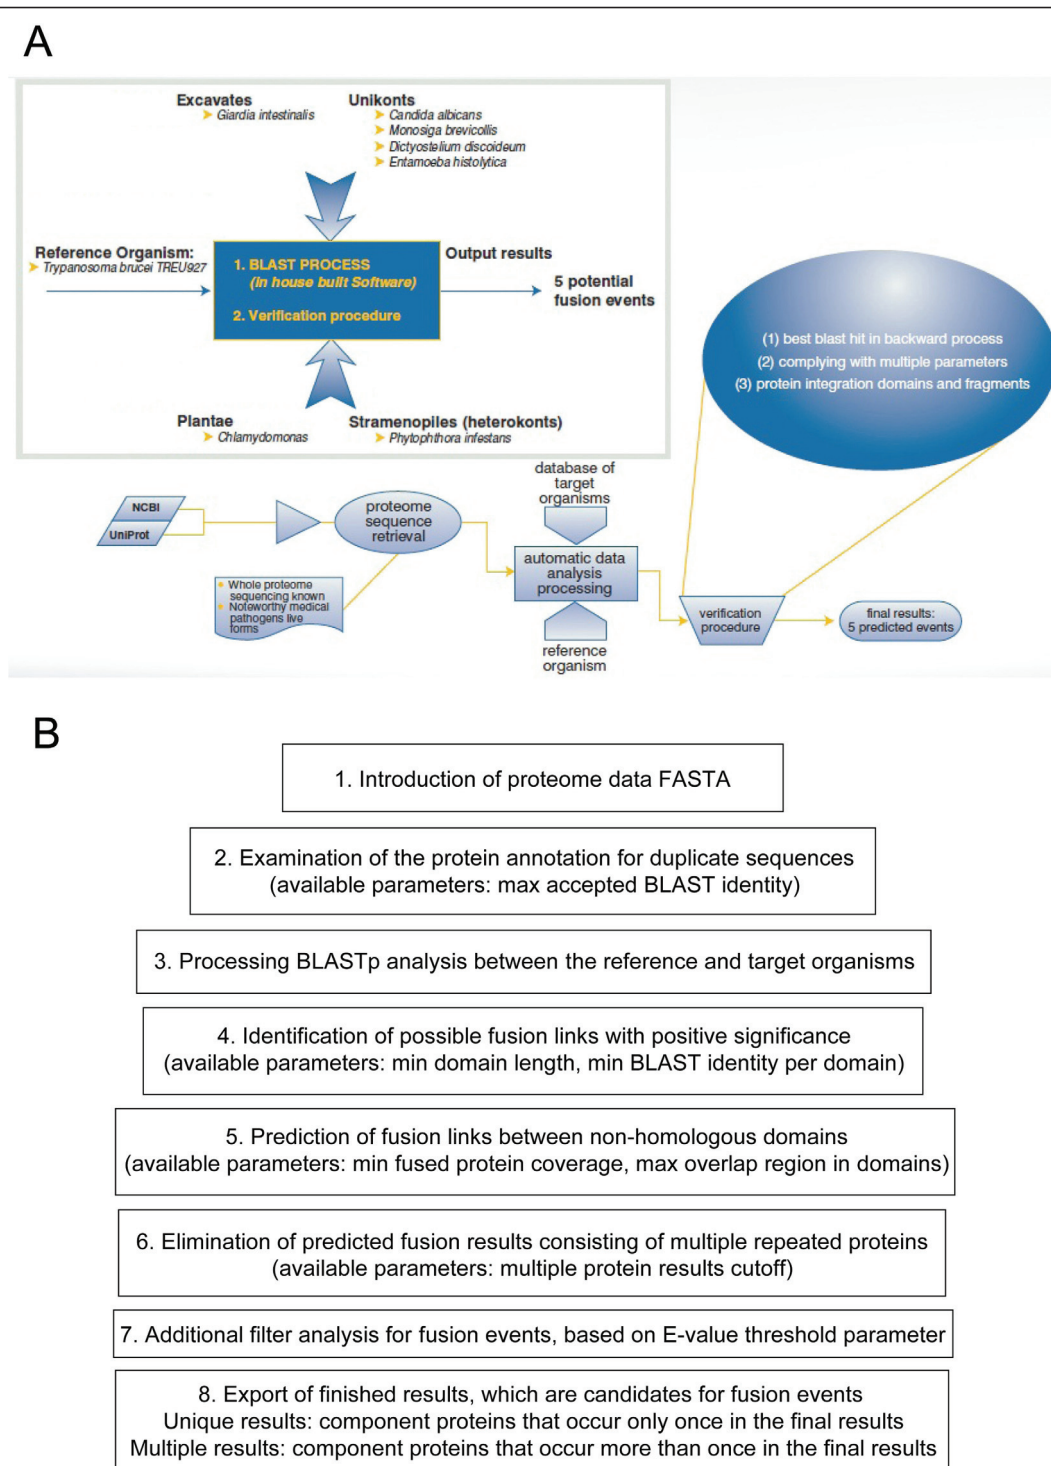 A
Excavates
➤ Giardia intestinalis
Unikonts
➤ Candida albicans
➤ Monosiga brevicollis
➤ Dictyostelium discoideum
➤ Entamoeba histolytica
Reference Organism:
➤ Trypanosoma brucei TREU927
1. BLAST PROCESS
(In house built Software)
2. Verification procedure
Output results
5 potential
fusion events
Plantae
➤ Chlamydomonas
Stramenopiles (heterokonts)
➤ Phytophthora infestans
(1) best blast hit in backward process
(2) complying with multiple parameters
(3) protein integration domains and fragments
NCBI
UniProt
proteome
sequence
retrieval
Whole proteome
sequencing known
Noteworthy medical
pathogens live
forms
database of
target
organisms
automatic data
analysis
processing
reference
organism
verification
procedure
final results:
5 predicted events
B
1. Introduction of proteome data FASTA
2. Examination of the protein annotation for duplicate sequences
(available parameters: max accepted BLAST identity)
3. Processing BLASTp analysis between the reference and target organisms
4. Identification of possible fusion links with positive significance
(available parameters: min domain length, min BLAST identity per domain)
5. Prediction of fusion links between non-homologous domains
(available parameters: min fused protein coverage, max overlap region in domains)
6. Elimination of predicted fusion results consisting of multiple repeated proteins
(available parameters: multiple protein results cutoff)
7. Additional filter analysis for fusion events, based on E-value threshold parameter
8. Export of finished results, which are candidates for fusion events
Unique results: component proteins that occur only once in the final results
Multiple results: component proteins that occur more than once in the final results